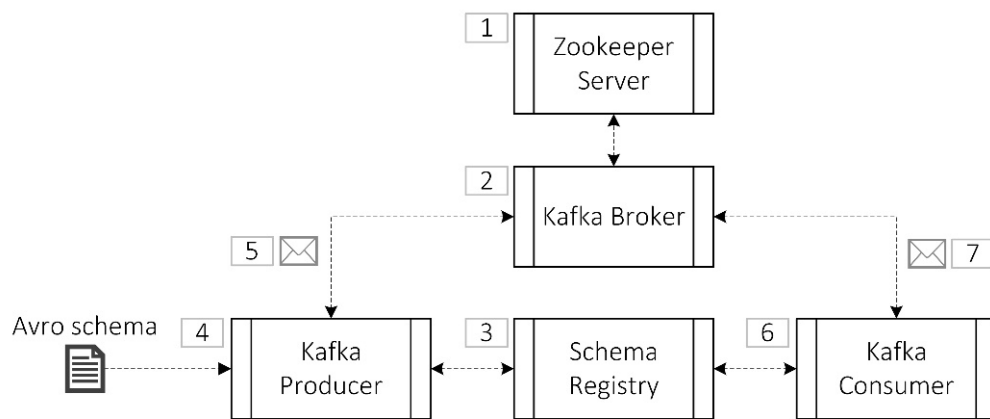 1
Zookeeper
Server
2
Kafka Broker
5
7
Avro schema
4
Kafka
Producer
3
Schema
Registry
6
Kafka
Consumer